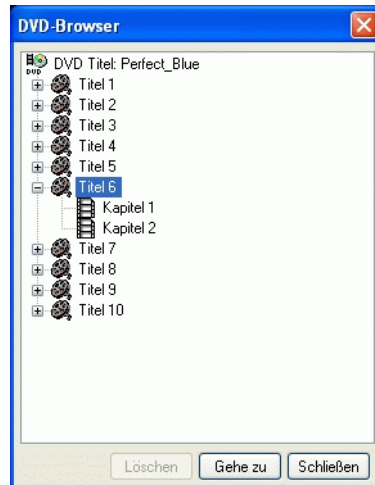 DVD-Browser
DVD DVD Titel: Perfect_Blue
Titel 1
Titel 2
Titel 3
Titel 4
Titel 5
Titel 6
Kapitel 1
Kapitel 2
Titel 7
Titel 8
Titel 9
Titel 10
Löschen Gehe zu Schließen